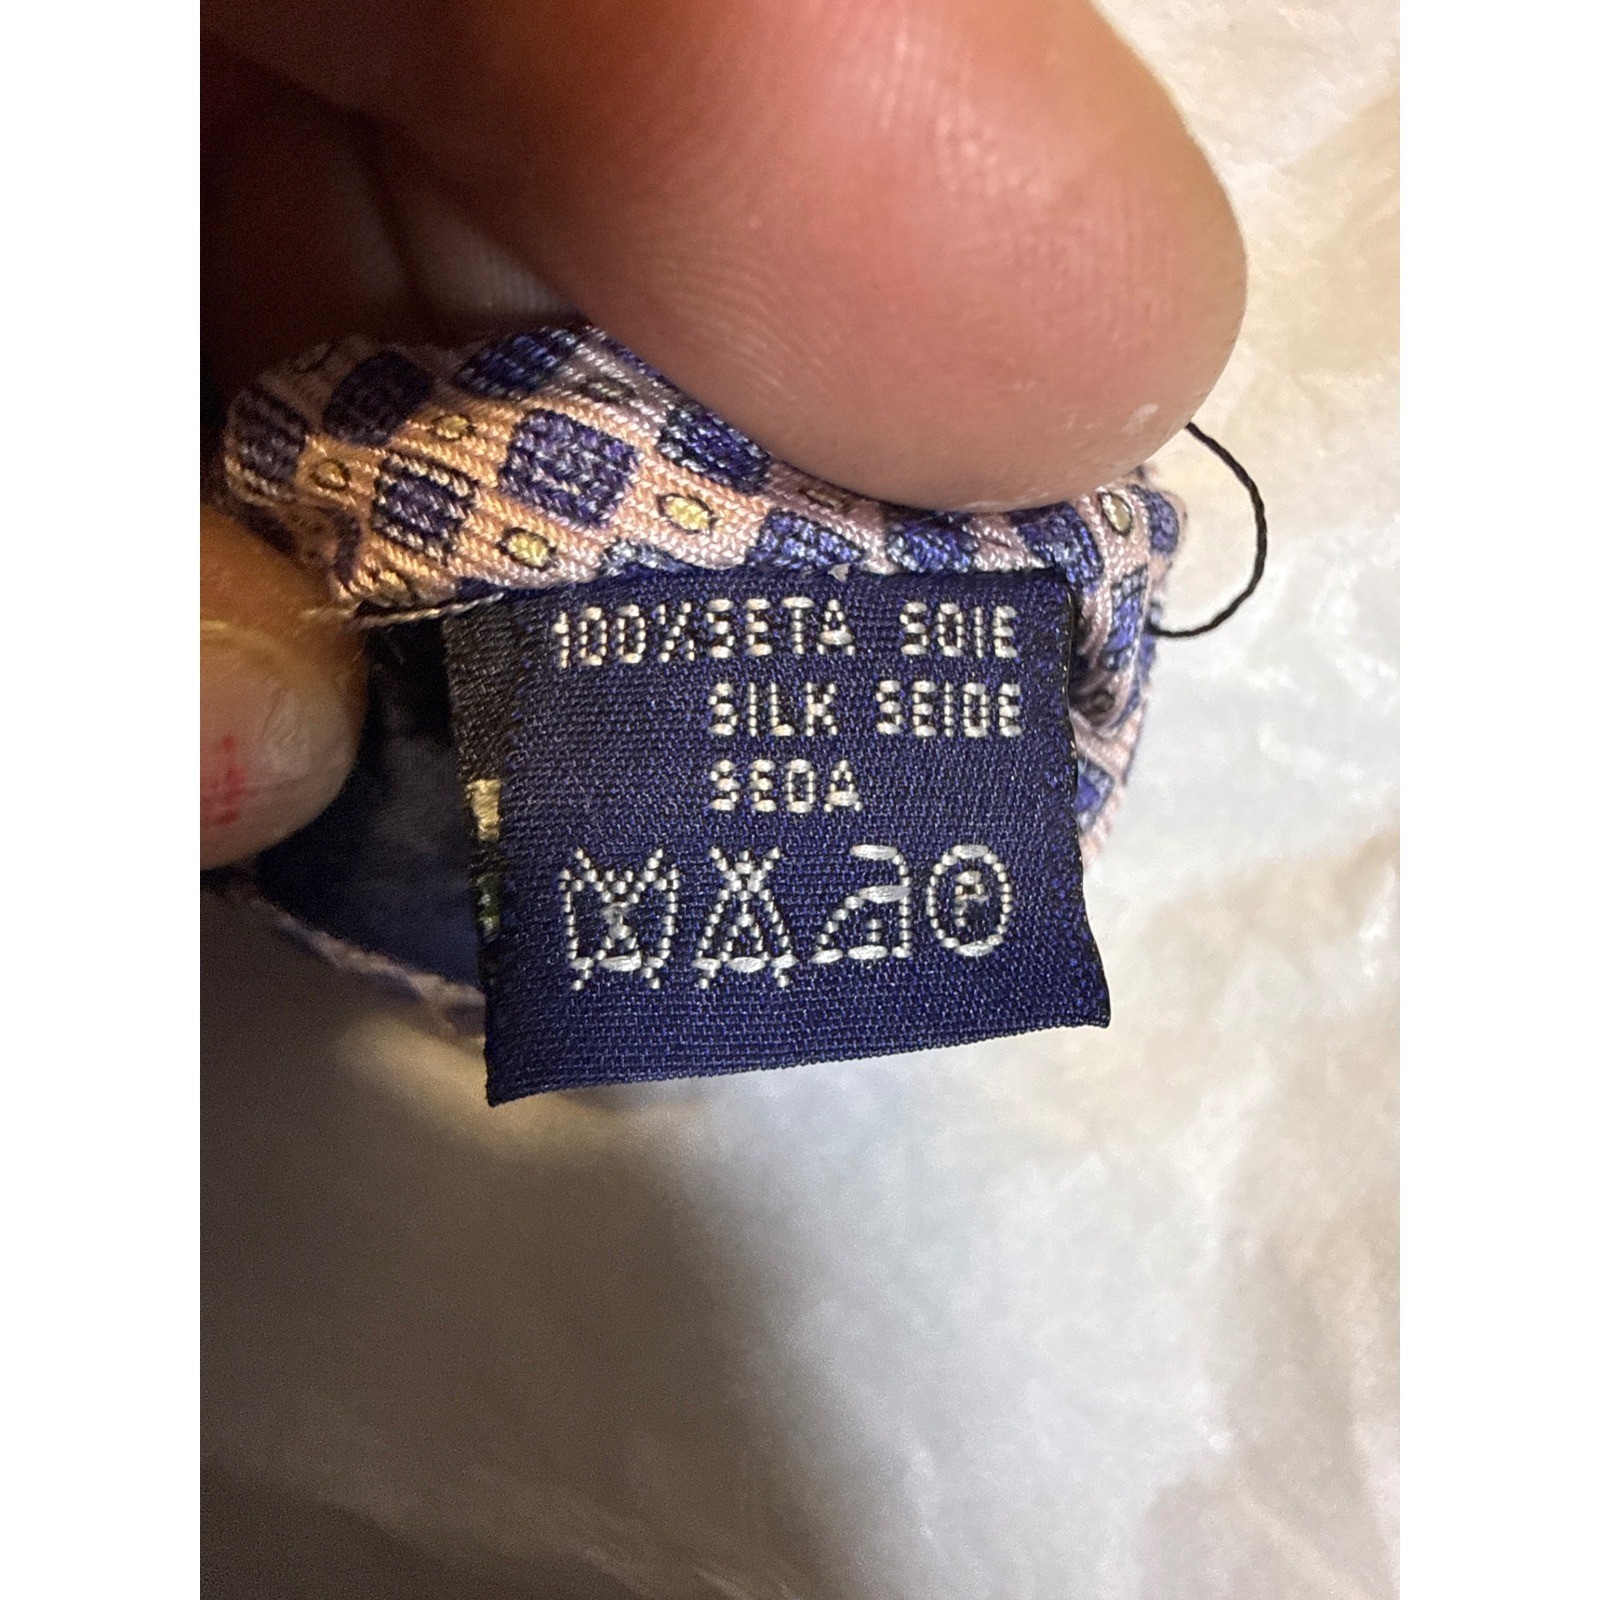 100% SETA SOIE
SILK SEIDE
SEDA
P